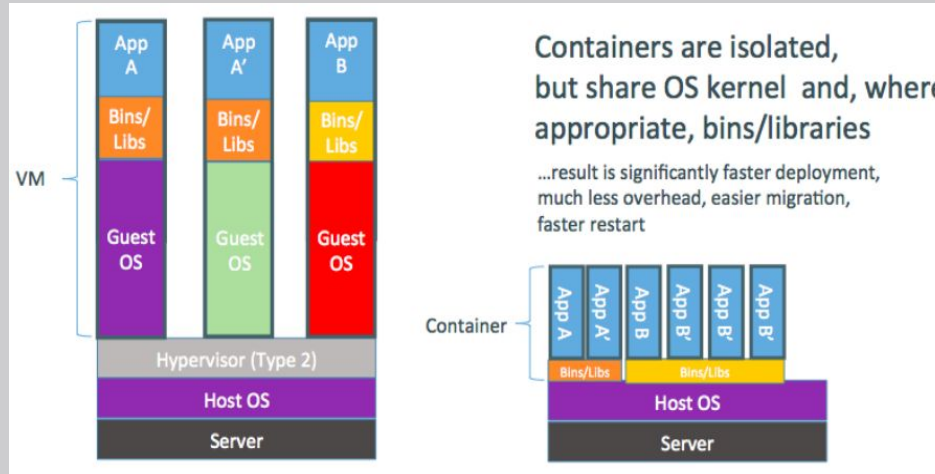 App
A
App
A’
App
B
Bins/
Libs
Bins/
Libs
Bins/
Libs
VM
Guest
OS
Guest
OS
Guest
OS
Hypervisor (Type 2)
Host OS
Server
Containers are isolated,
but share OS kernel and, where
appropriate, bins/libraries
...result is significantly faster deployment,
much less overhead, easier migration,
faster restart
Container
App A
App A’
App B
App B’
App B’
App B’
Bins/Libs
Bins/Libs
Host OS
Server